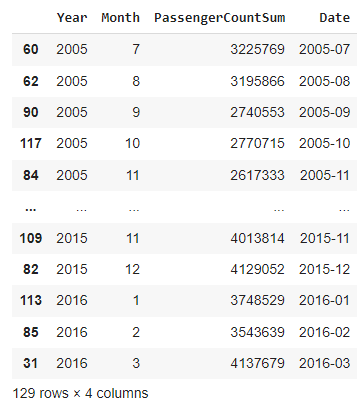 Year Month PassengerCountSum Date
60 2005 7 3225769 2005-07
62 2005 8 3195866 2005-08
90 2005 9 2740553 2005-09
117 2005 10 2770715 2005-10
84 2005 11 2617333 2005-11
... ... ... ... ...
109 2015 11 4013814 2015-11
82 2015 12 4129052 2015-12
113 2016 1 3748529 2016-01
85 2016 2 3543639 2016-02
31 2016 3 4137679 2016-03
129 rows × 4 columns